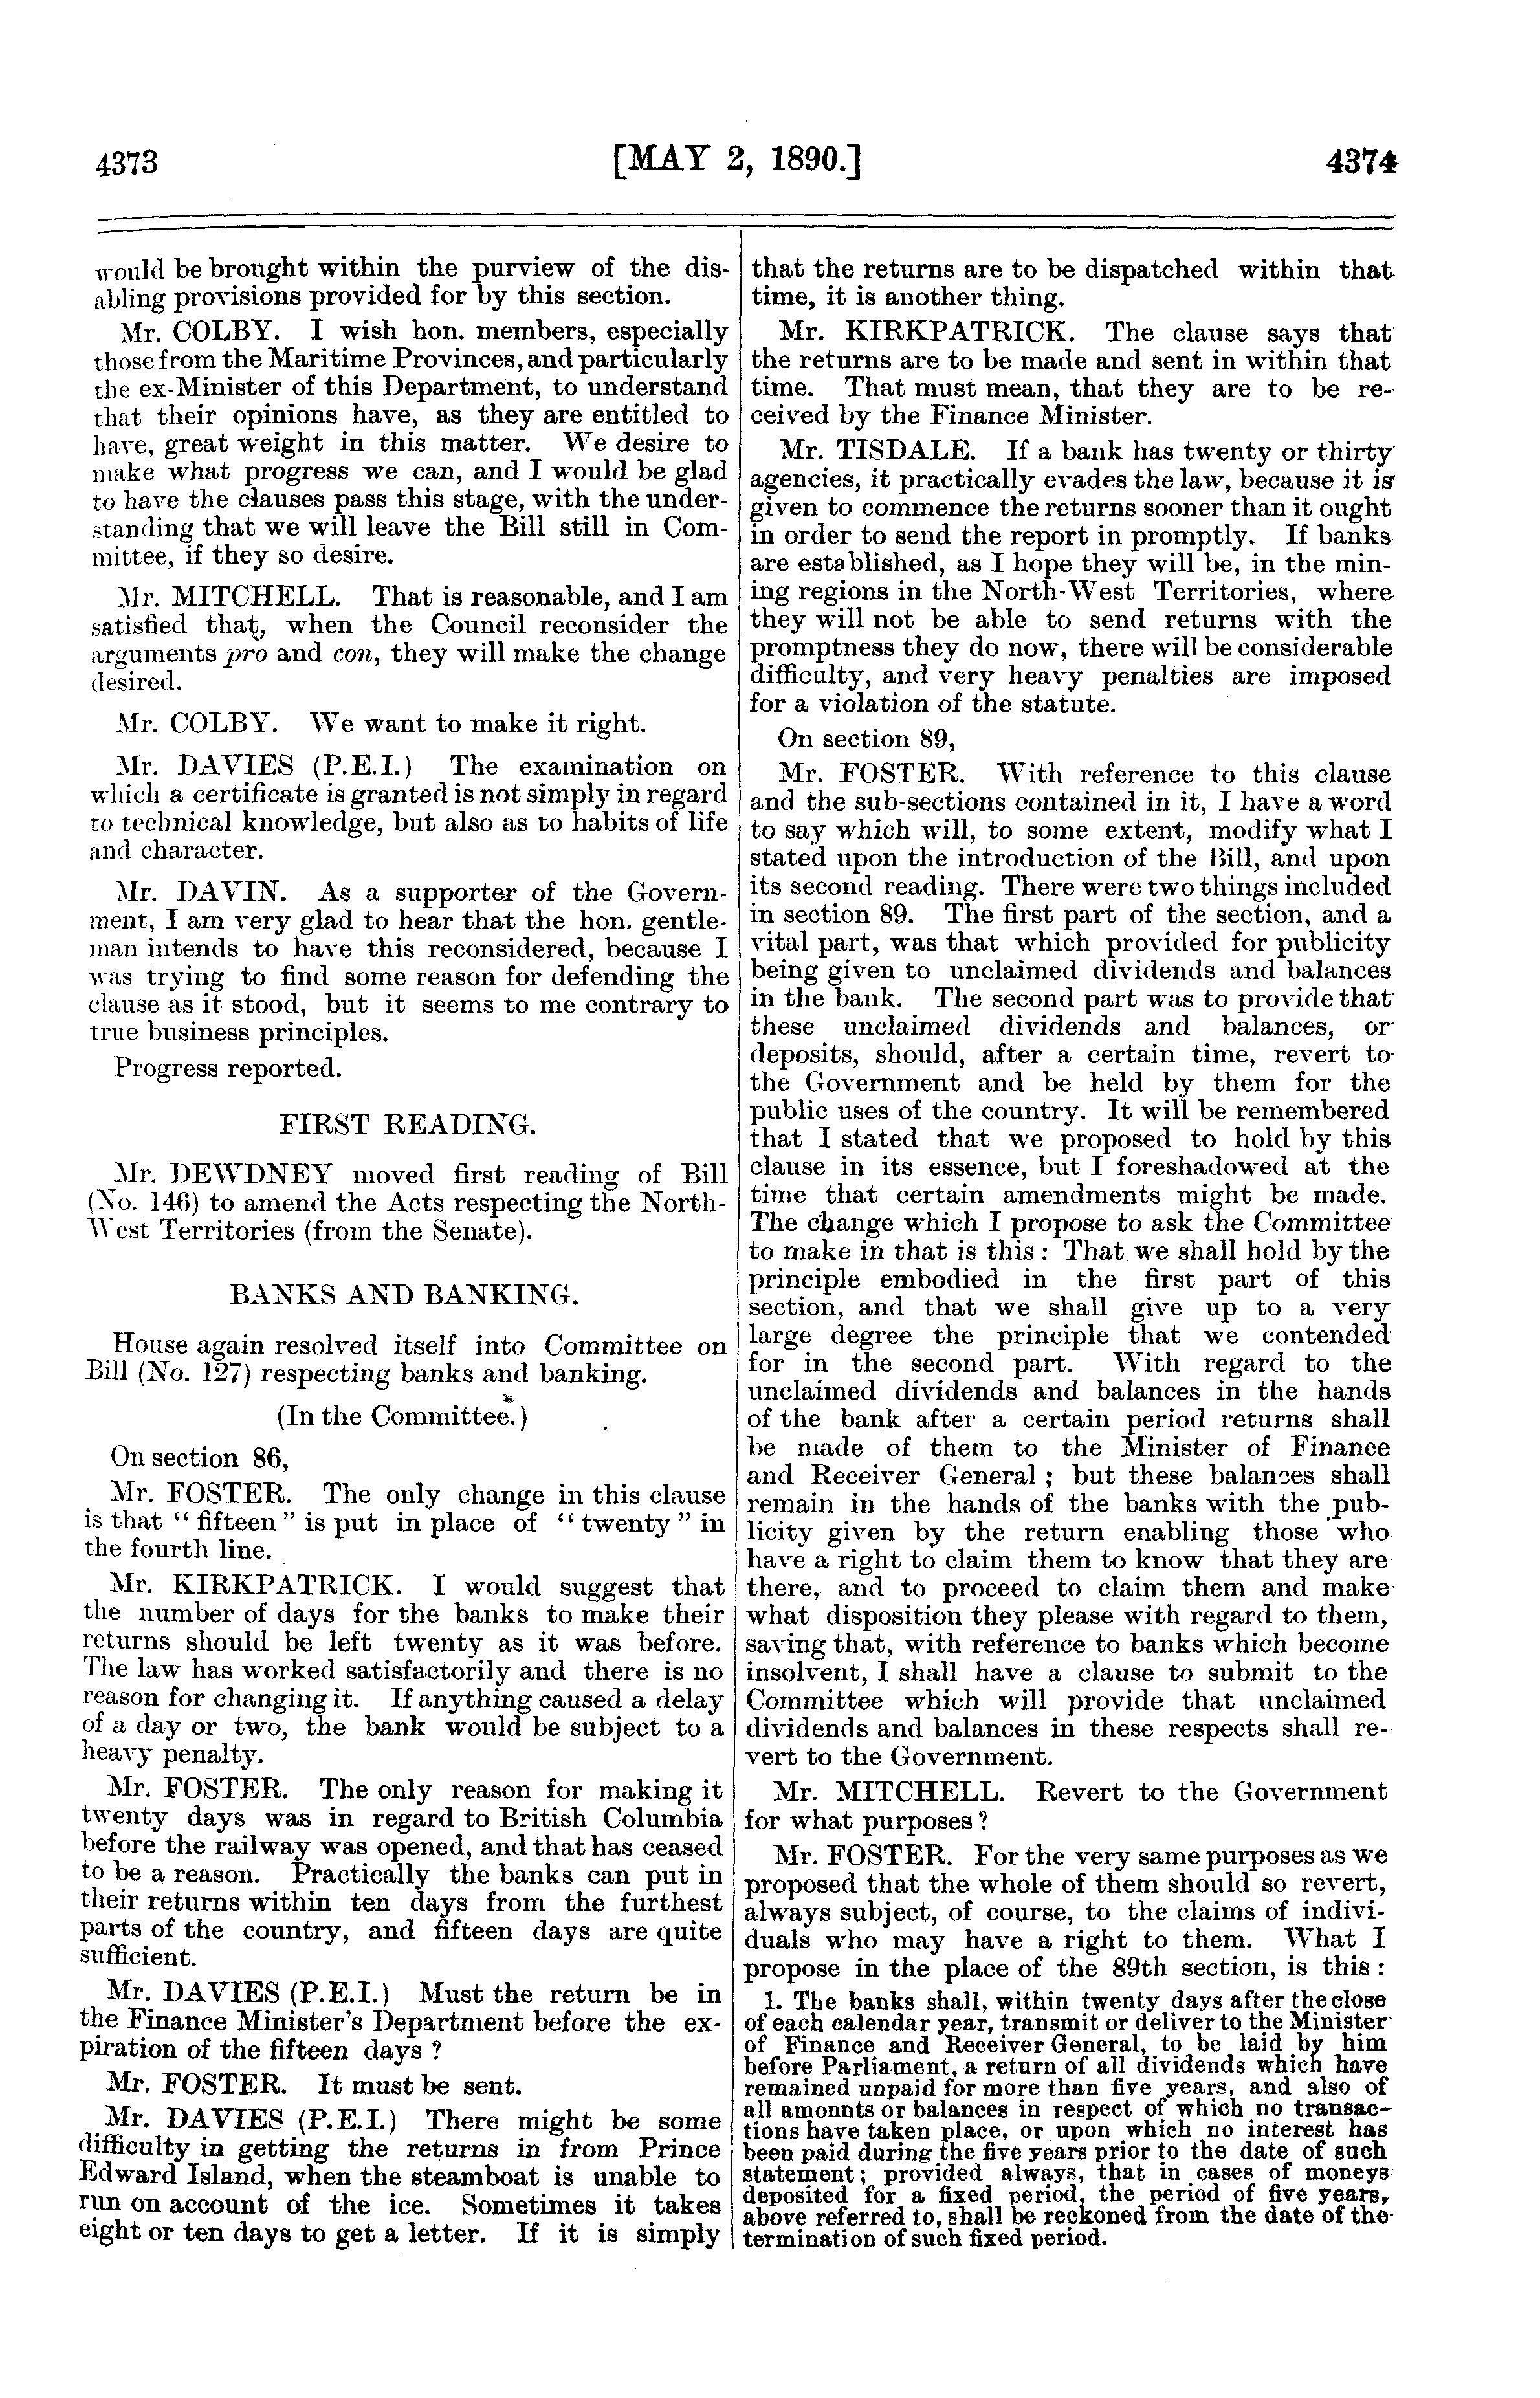 4373
[MAY 2, 1890.]
4374
would be brought within the purview of the dis-
abling provisions provided for by this section.
Mr. COLBY. I wish hon. members, especially
those from the Maritime Provinces, and particularly
the ex-Minister of this Department, to understand
that their opinions have, as they are entitled to
have, great weight in this matter. We desire to
make what progress we can, and I would be glad
to have the clauses pass this stage, with the under-
standing that we will leave the Bill still in Com-
mittee, if they so desire.
Mr. MITCHELL. That is reasonable, and I am
satisfied that, when the Council reconsider the
arguments pro and con, they will make the change
desired.
Mr. COLBY. We want to make it right.
Mr. DAVIES (P.E.I.) The examination on
which a certificate is granted is not simply in regard
to technical knowledge, but also as to habits of life
and character.
Mr. DAVIN. As a supporter of the Govern-
ment, I am very glad to hear that the hon. gentle-
man intends to have this reconsidered, because I
was trying to find some reason for defending the
clause as it stood, but it seems to me contrary to
true business principles.
Progress reported.
FIRST READING.
Mr. DEWDNEY moved first reading of Bill
(No. 146) to amend the Acts respecting the North-
West Territories (from the Senate).
BANKS AND BANKING.
House again resolved itself into Committee on
Bill (No. 127) respecting banks and banking.
(In the Committee.)
On section 86,
Mr. FOSTER. The only change in this clause
is that " fifteen " is put in place of " twenty " in
the fourth line.
Mr. KIRKPATRICK. I would suggest that
the number of days for the banks to make their
returns should be left twenty as it was before.
The law has worked satisfactorily and there is no
reason for changing it. If anything caused a delay
of a day or two, the bank would be subject to a
heavy penalty.
Mr. FOSTER. The only reason for making it
twenty days was in regard to British Columbia
before the railway was opened, and that has ceased
to be a reason. Practically the banks can put in
their returns within ten days from the furthest
parts of the country, and fifteen days are quite
sufficient.
Mr. DAVIES (P.E.I.) Must the return be in
the Finance Minister's Department before the ex-
piration of the fifteen days ?
Mr. FOSTER. It must be sent.
Mr. DAVIES (P.E.I.) There might be some
difficulty in getting the returns in from Prince
Edward Island, when the steamboat is unable to
run on account of the ice. Sometimes it takes
eight or ten days to get a letter. If it is simply
that the returns are to be dispatched within that
time, it is another thing.
Mr. KIRKPATRICK. The clause says that
the returns are to be made and sent in within that
time. That must mean, that they are to be re-
ceived by the Finance Minister.
Mr. TISDALE. If a bank has twenty or thirty
agencies, it practically evades the law, because it is
given to commence the returns sooner than it ought
in order to send the report in promptly. If banks
are established, as I hope they will be, in the min-
ing regions in the North-West Territories, where
they will not be able to send returns with the
promptness they do now, there will be considerable
difficulty, and very heavy penalties are imposed
for a violation of the statute.
On section 89,
Mr. FOSTER. With reference to this clause
and the sub-sections contained in it, I have a word
to say which will, to some extent, modify what I
stated upon the introduction of the Bill, and upon
its second reading. There were two things included
in section 89. The first part of the section, and a
vital part, was that which provided for publicity
being given to unclaimed dividends and balances
in the bank. The second part was to provide that
these unclaimed dividends and balances, or
deposits, should, after a certain time, revert to
the Government and be held by them for the
public uses of the country. It will be remembered
that I stated that we proposed to hold by this
clause in its essence, but I foreshadowed at the
time that certain amendments might be made.
The change which I propose to ask the Committee
to make in that is this : That we shall hold by the
principle embodied in the first part of this
section, and that we shall give up to a very
large degree the principle that we contended
for in the second part. With regard to the
unclaimed dividends and balances in the hands
of the bank after a certain period returns shall
be made of them to the Minister of Finance
and Receiver General ; but these balances shall
remain in the hands of the banks with the pub-
licity given by the return enabling those who
have a right to claim them to know that they are
there, and to proceed to claim them and make
what disposition they please with regard to them,
saving that, with reference to banks which become
insolvent, I shall have a clause to submit to the
Committee which will provide that unclaimed
dividends and balances in these respects shall re-
vert to the Government.
Mr. MITCHELL. Revert to the Government
for what purposes ?
Mr. FOSTER. For the very same purposes as we
proposed that the whole of them should so revert,
always subject, of course, to the claims of indivi-
duals who may have a right to them. What I
propose in the place of the 89th section, is this :
1. The banks shall, within twenty days after the close
of each calendar year, transmit or deliver to the Minister
of Finance and Receiver General, to be laid by him
before Parliament, a return of all dividends which have
remained unpaid for more than five years, and also of
all amonnts or balances in respect of which no transac-
tions have taken place, or upon which no interest has
been paid during the five years prior to the date of such
statement ; provided always, that in cases of moneys
deposited for a fixed period, the period of five years,
above referred to, shall be reckoned from the date of the
termination of such fixed period.